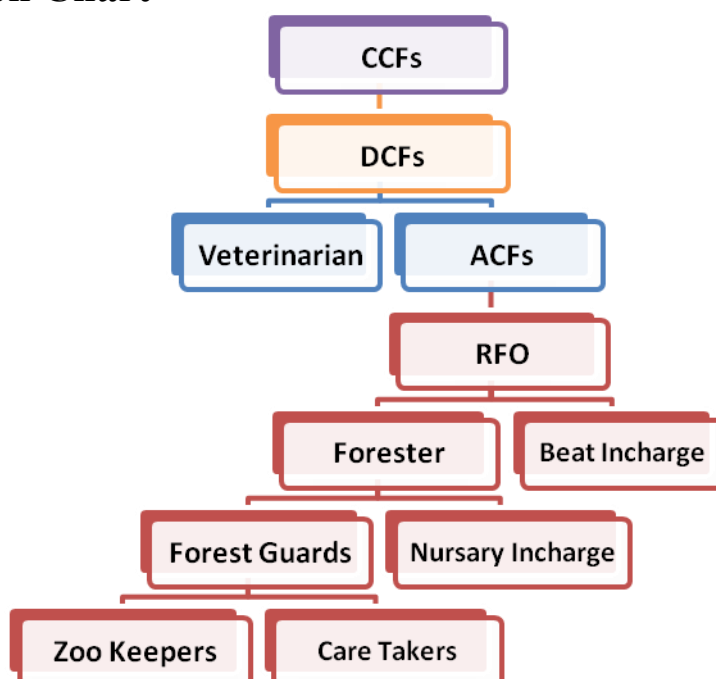 CCFs
DCFs
Veterinarian
ACFs
RFO
Forester
Beat Incharge
Forest Guards
Nursary Incharge
Zoo Keepers
Care Takers